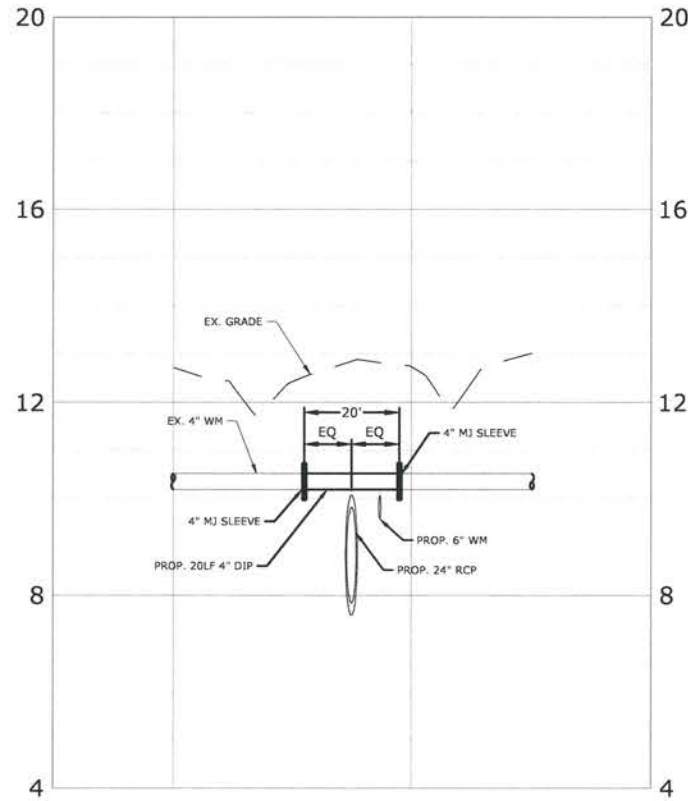 20 20
16 16
EX. GRADE
12 12
20'
EX. 4" WM
EQ EQ
4" MJ SLEEVE
4" MJ SLEEVE
PROP. 6" WM
PROP. 20LF 4" DIP
PROP. 24" RCP
8 8
4 4